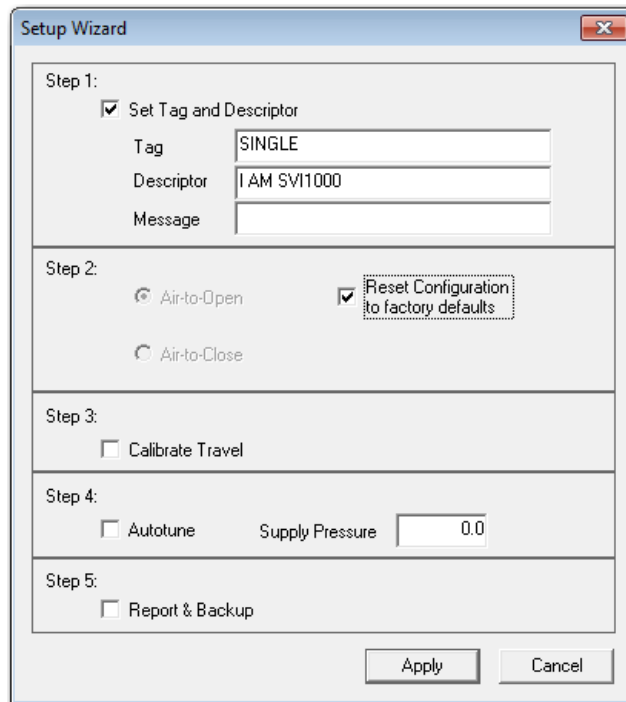 Setup Wizard
Step 1:
Set Tag and Descriptor
Tag SINGLE
Descriptor I AM SVI1000
Message
Step 2:
Air-to-Open
Reset Configuration
to factory defaults
Air-to-Close
Step 3:
Calibrate Travel
Step 4:
Autotune Supply Pressure 0.0
Step 5:
Report & Backup
Apply Cancel